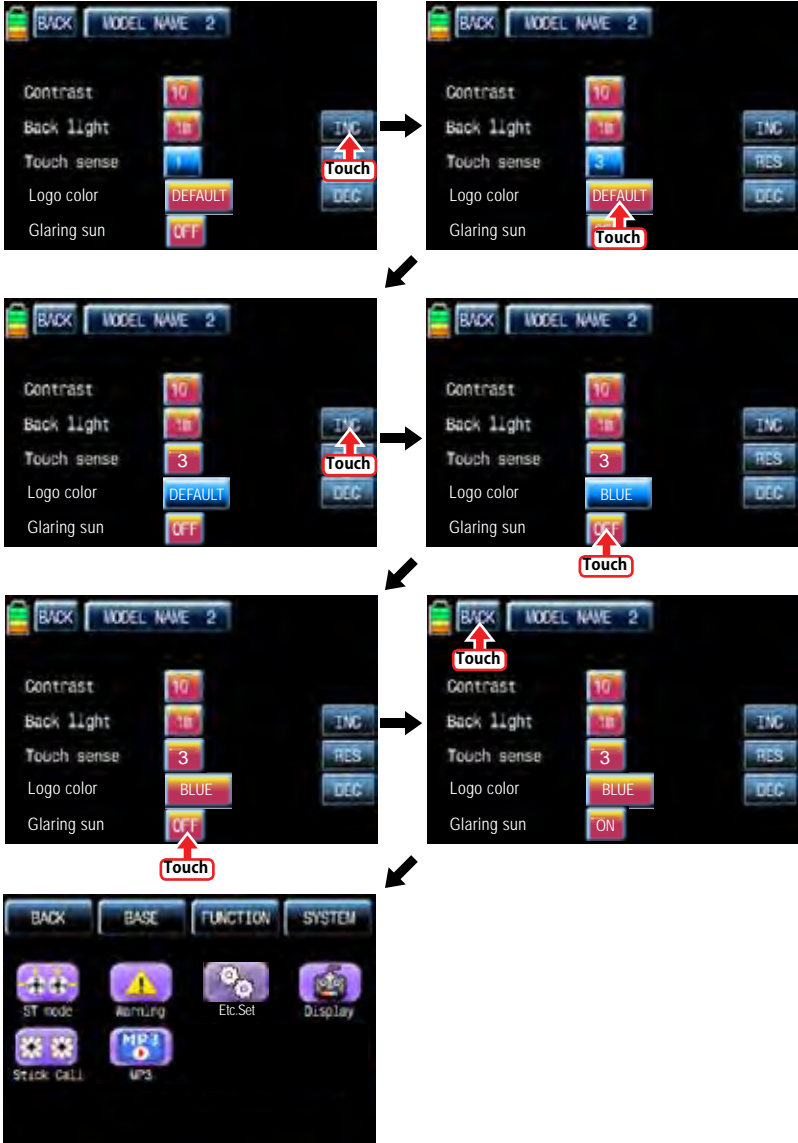 BACK MODEL NAME 2
Contrast 10
Back light 1m INC
Touch sense 1
Touch
Logo color DEFAULT DEC
Glaring sun OFF
BACK MODEL NAME 2
Contrast 10
Back light 1m INC
Touch sense 3 RES
Logo color DEFAULT DEC
Glaring sun
Touch
BACK MODEL NAME 2
Contrast 10
Back light 1m INC
Touch sense 3
Touch
Logo color DEFAULT DEC
Glaring sun OFF
BACK MODEL NAME 2
Contrast 10
Back light 1m INC
Touch sense 3 RES
Logo color BLUE DEC
Glaring sun OFF
Touch
BACK MODEL NAME 2
Contrast 10
Back light 1m INC
Touch sense 3 RES
Logo color BLUE DEC
Glaring sun OFF
Touch
BACK MODEL NAME 2
Touch
Contrast 10
Back light 1m INC
Touch sense 3 RES
Logo color BLUE DEC
Glaring sun ON
BACK BASE FUNCTION SYSTEM
ST mode Warning Etc.Set Display
MP3
Stick Cali MP3